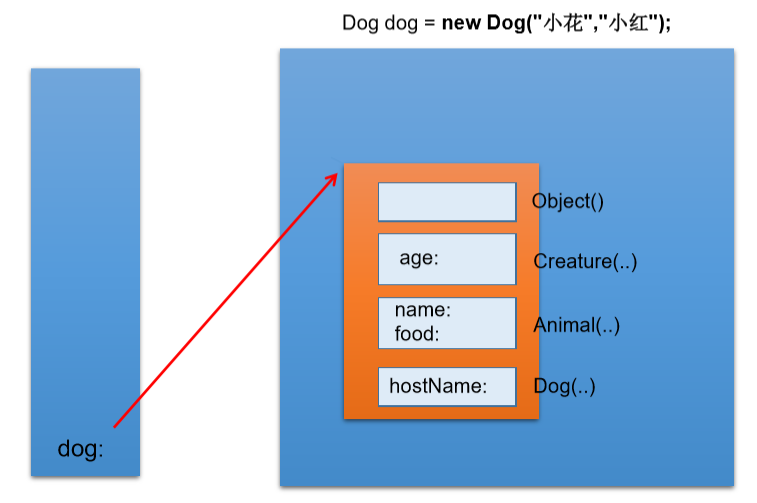 Dog dog = new Dog("小花","小红");
Object()
age:
Creature(..)
name:
food:
Animal(..)
hostName:
Dog(..)
dog: